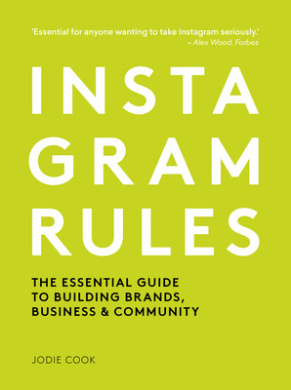 ‘Essential for anyone wanting to take Instagram seriously.’
– Alex Wood, Forbes
INSTA
GRAM
RULES
THE ESSENTIAL GUIDE
TO BUILDING BRANDS,
BUSINESS & COMMUNITY
JODIE COOK